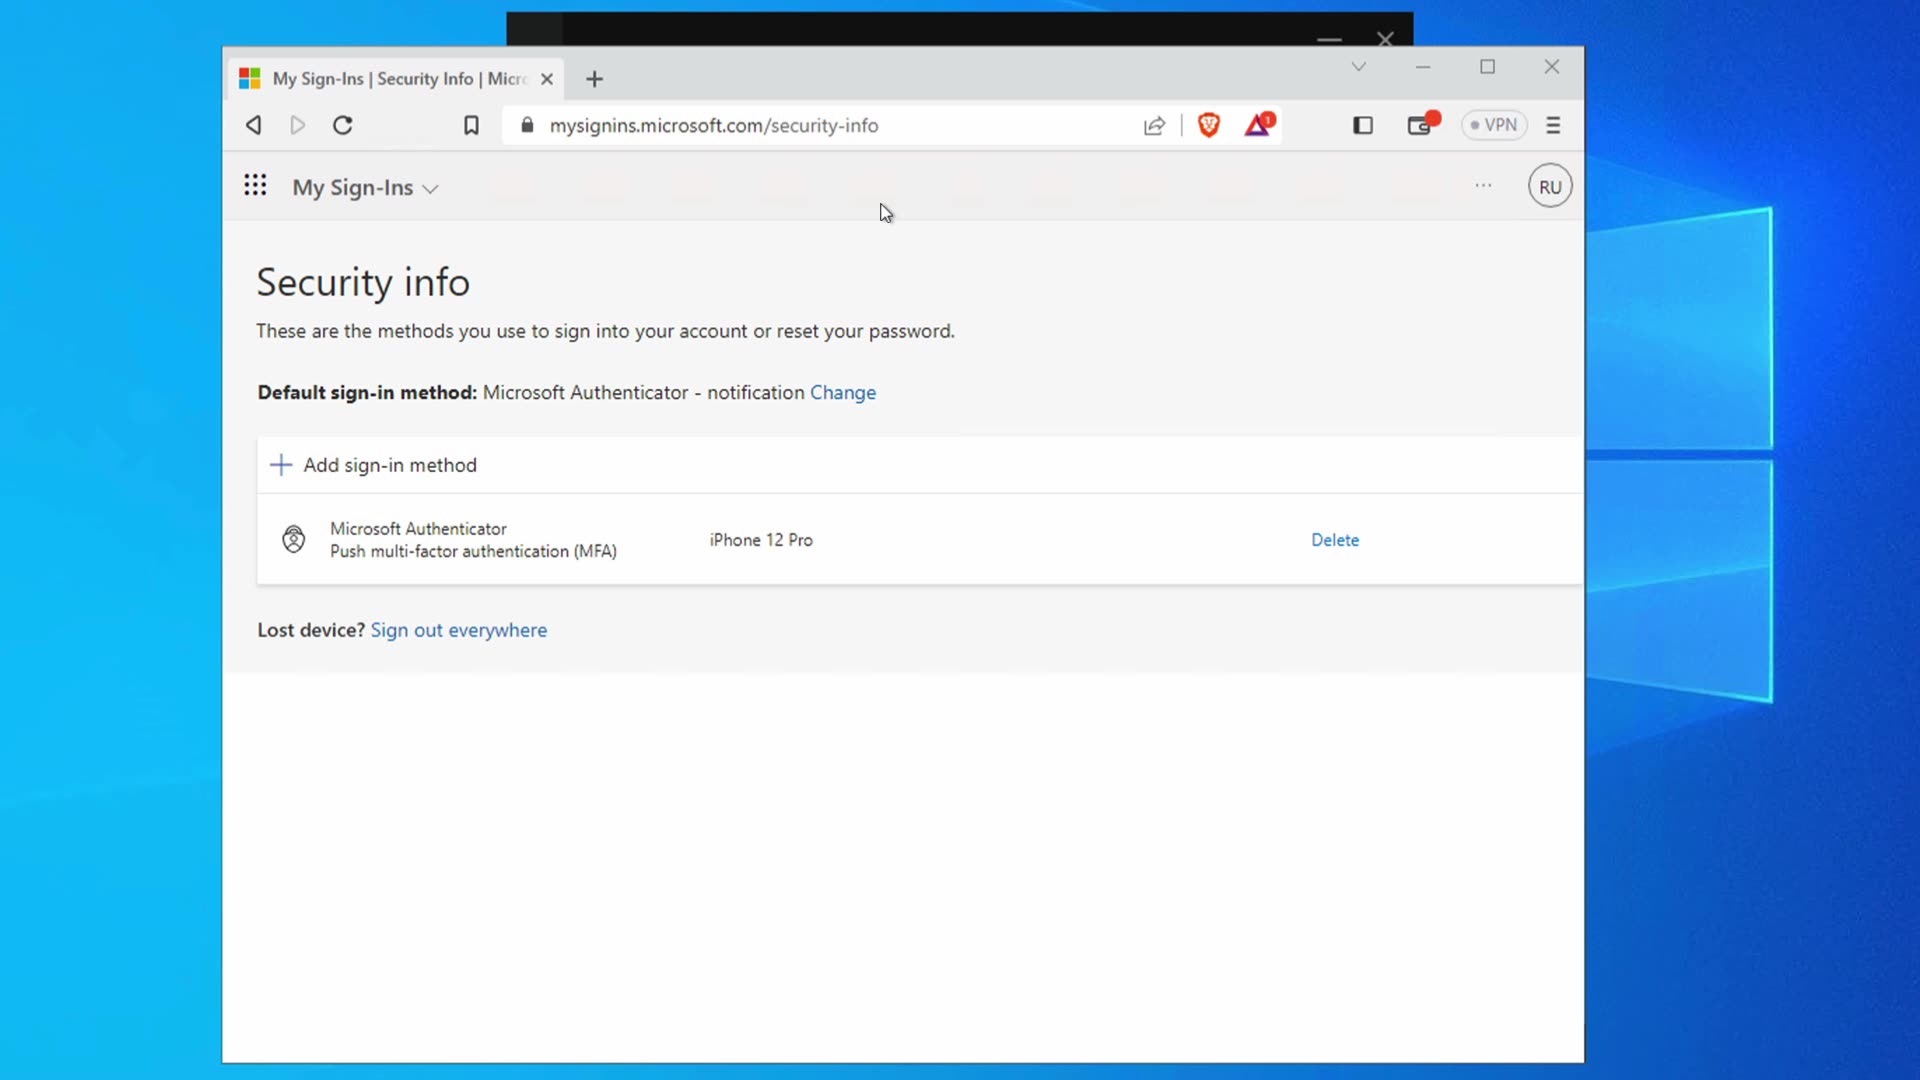 My Sign-Ins | Security Info | Micr
mysignins.microsoft.com/security-info
1
VPN
My Sign-Ins
RU
Security info
These are the methods you use to sign into your account or reset your password.
Default sign-in method: Microsoft Authenticator - notification Change
Add sign-in method
Microsoft Authenticator
Push multi-factor authentication (MFA)
iPhone 12 Pro
Delete
Lost device? Sign out everywhere